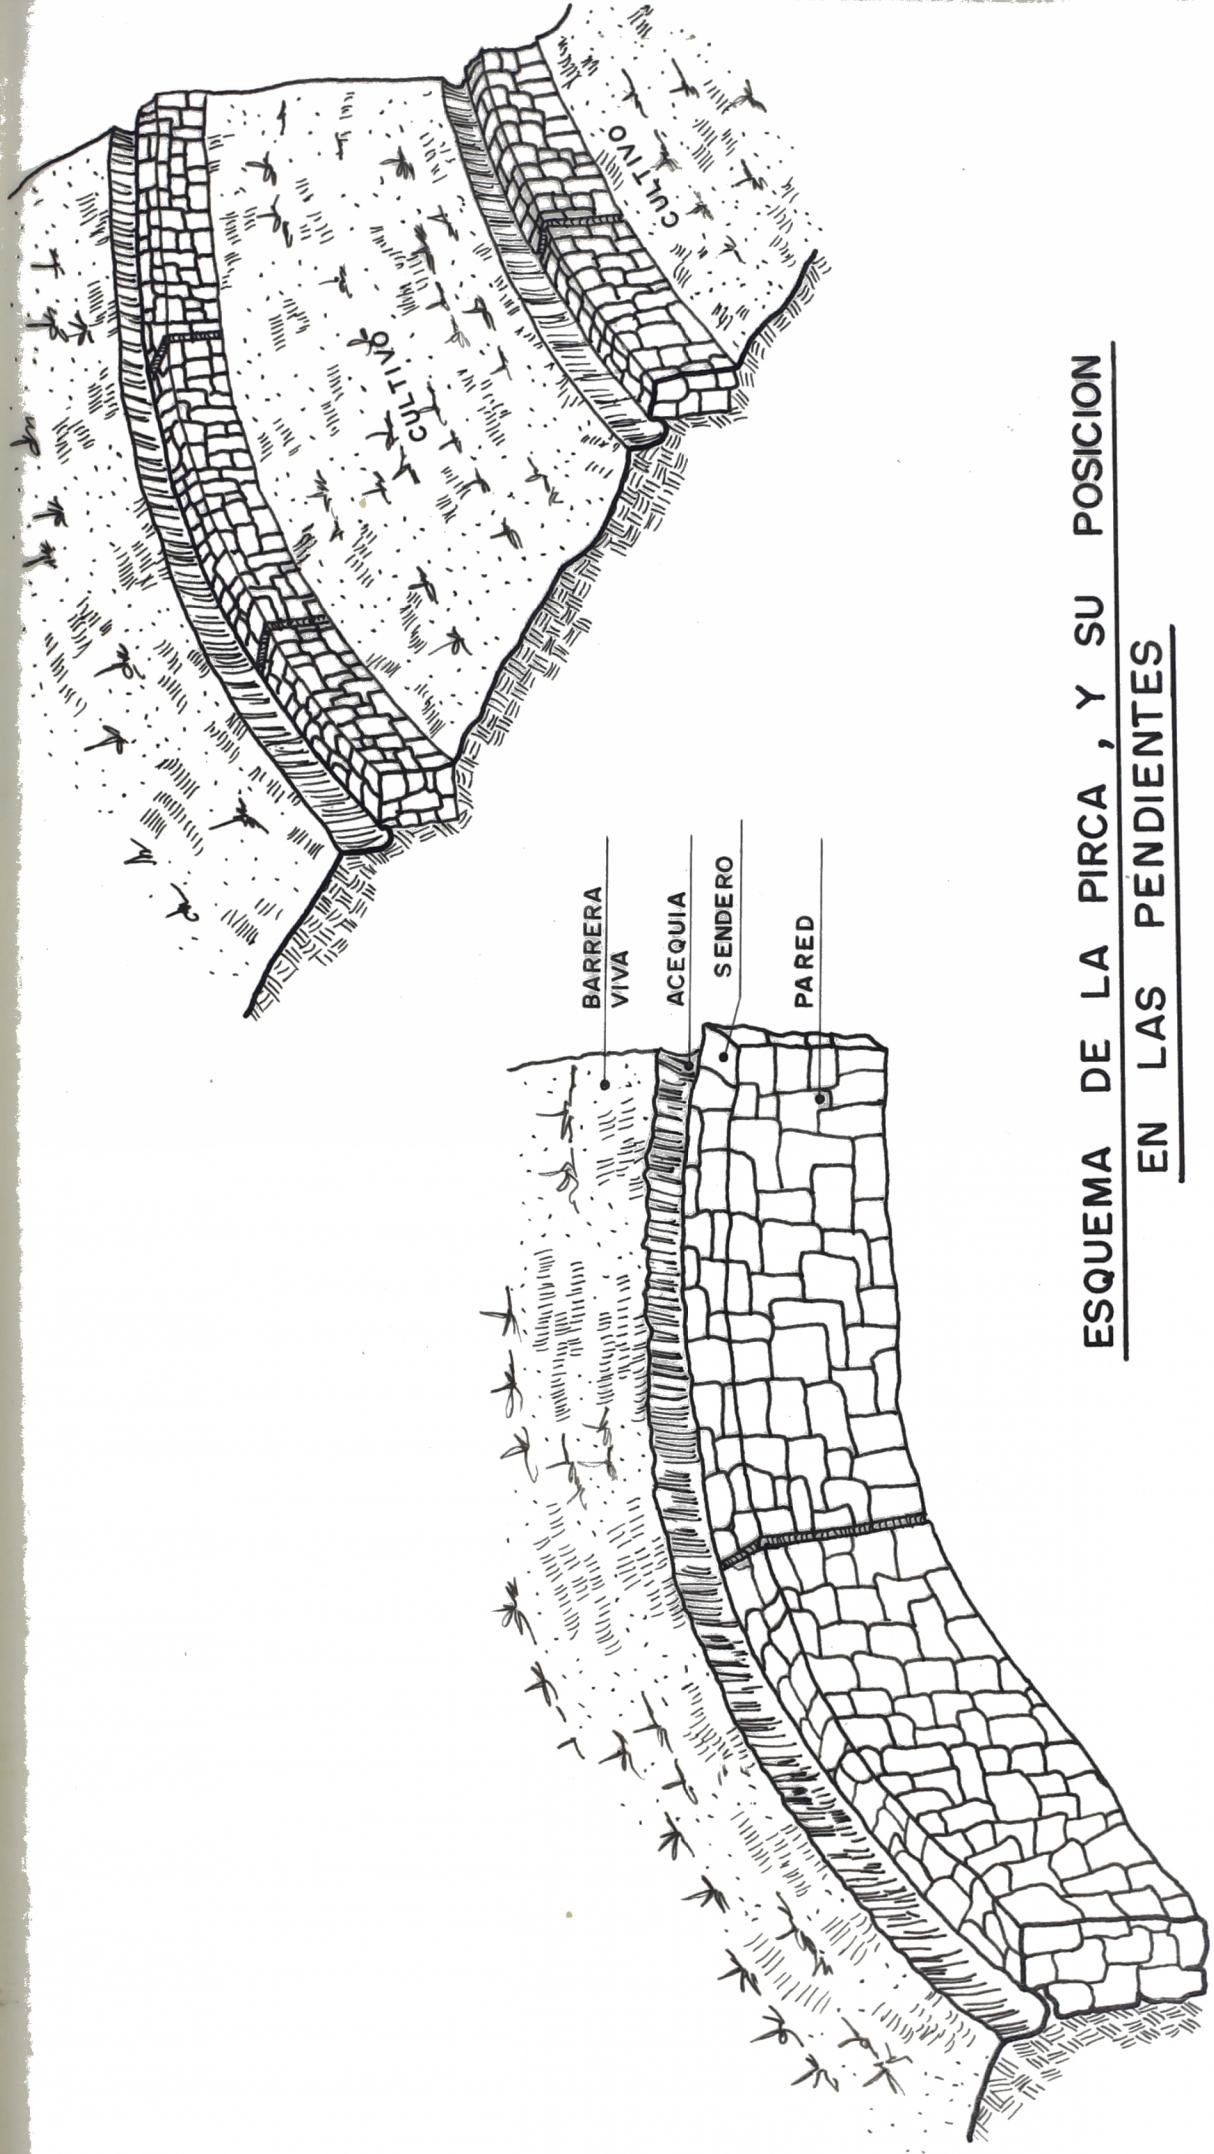 CULTIVO
CULTIVO
BARRERA
VIVA
ACEQUIA
SENDERO
PARED
ESQUEMA DE LA PIRCA, Y SU POSICION
EN LAS PENDIENTES